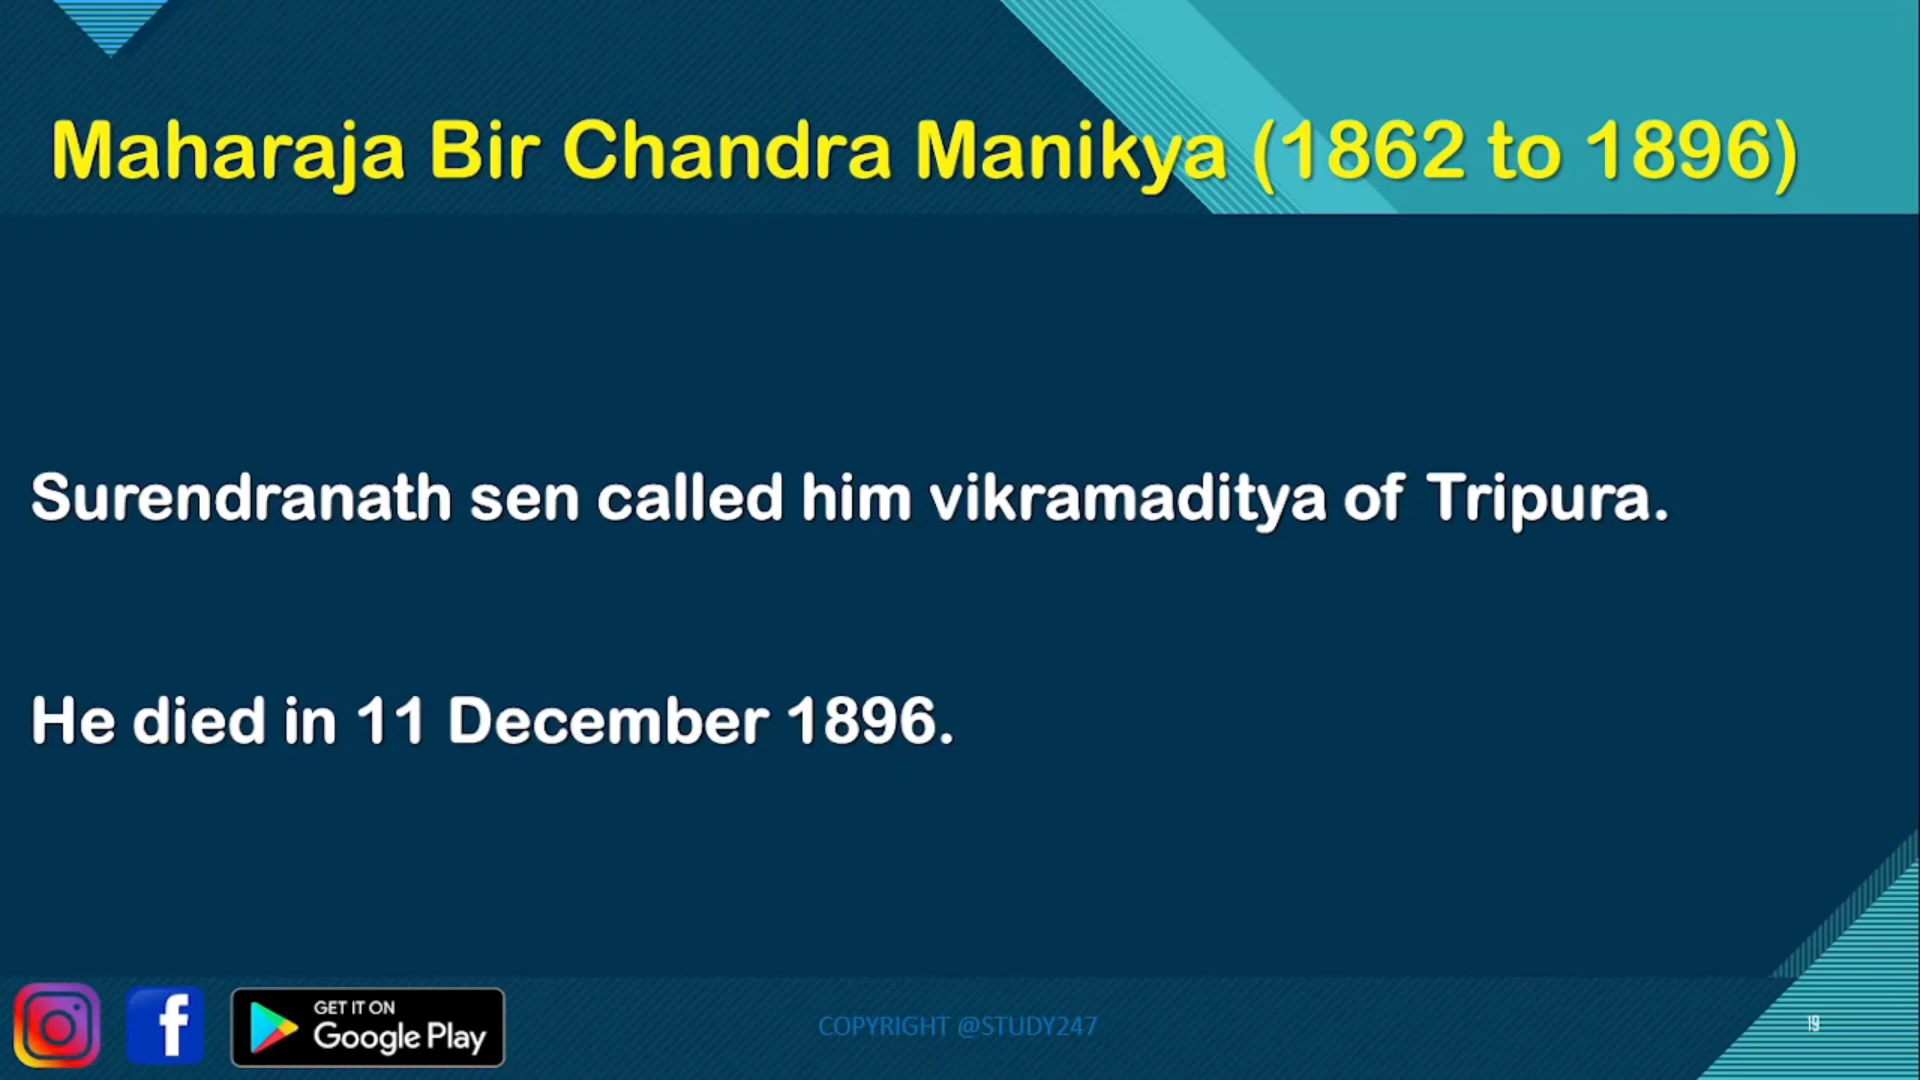 Maharaja Bir Chandra Manikya (1862 to 1896)
Surendranath sen called him vikramaditya of Tripura.
He died in 11 December 1896.
f
GET IT ON
Google Play
COPYRIGHT @STUDY247
19